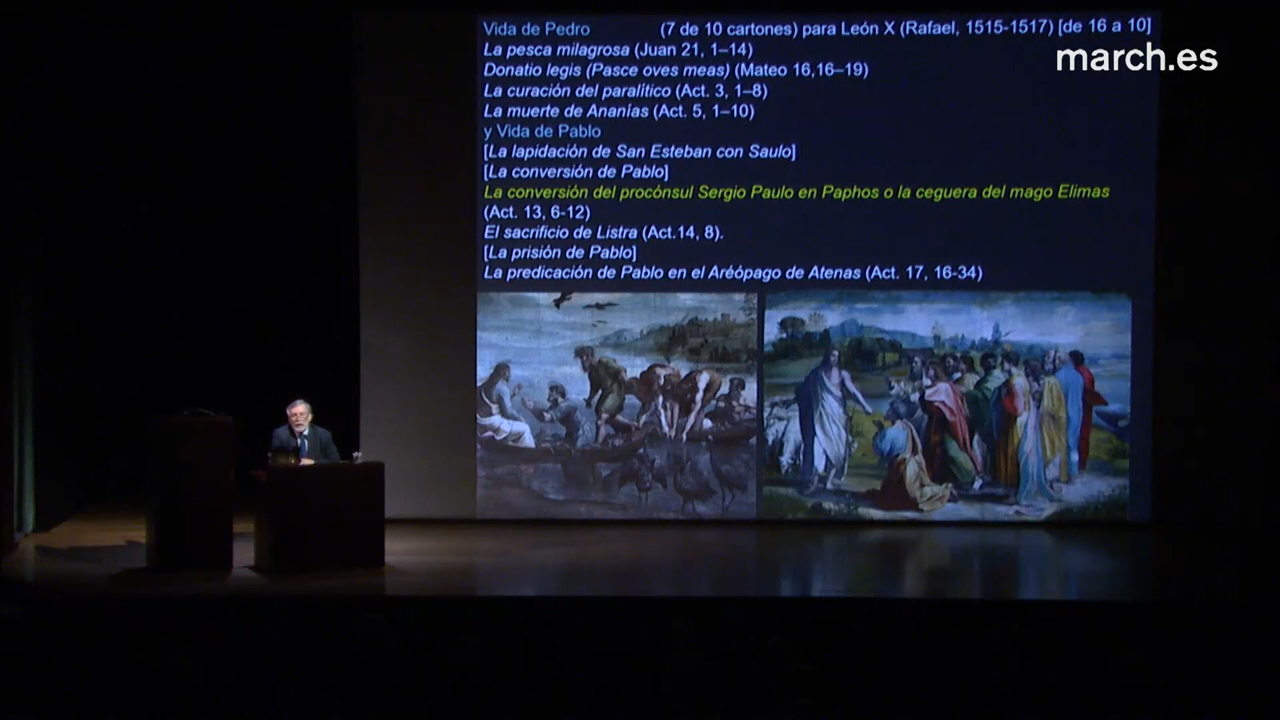 Vida de Pedro (7 de 10 cartones) para León X (Rafael, 1515-1517) [de 16 a 10]
march.es
La pesca milagrosa (Juan 21, 1–14)
Donatio legis (Pasce oves meas) (Mateo 16,16–19)
La curación del paralítico (Act. 3, 1–8)
La muerte de Ananías (Act. 5, 1–10)
y Vida de Pablo
[La lapidación de San Esteban con Saulo]
[La conversión de Pablo]
La conversión del procónsul Sergio Paulo en Paphos o la ceguera del mago Elimas
(Act. 13, 6-12)
El sacrificio de Listra (Act.14, 8).
[La prisión de Pablo]
La predicación de Pablo en el Aréópago de Atenas (Act. 17, 16-34)